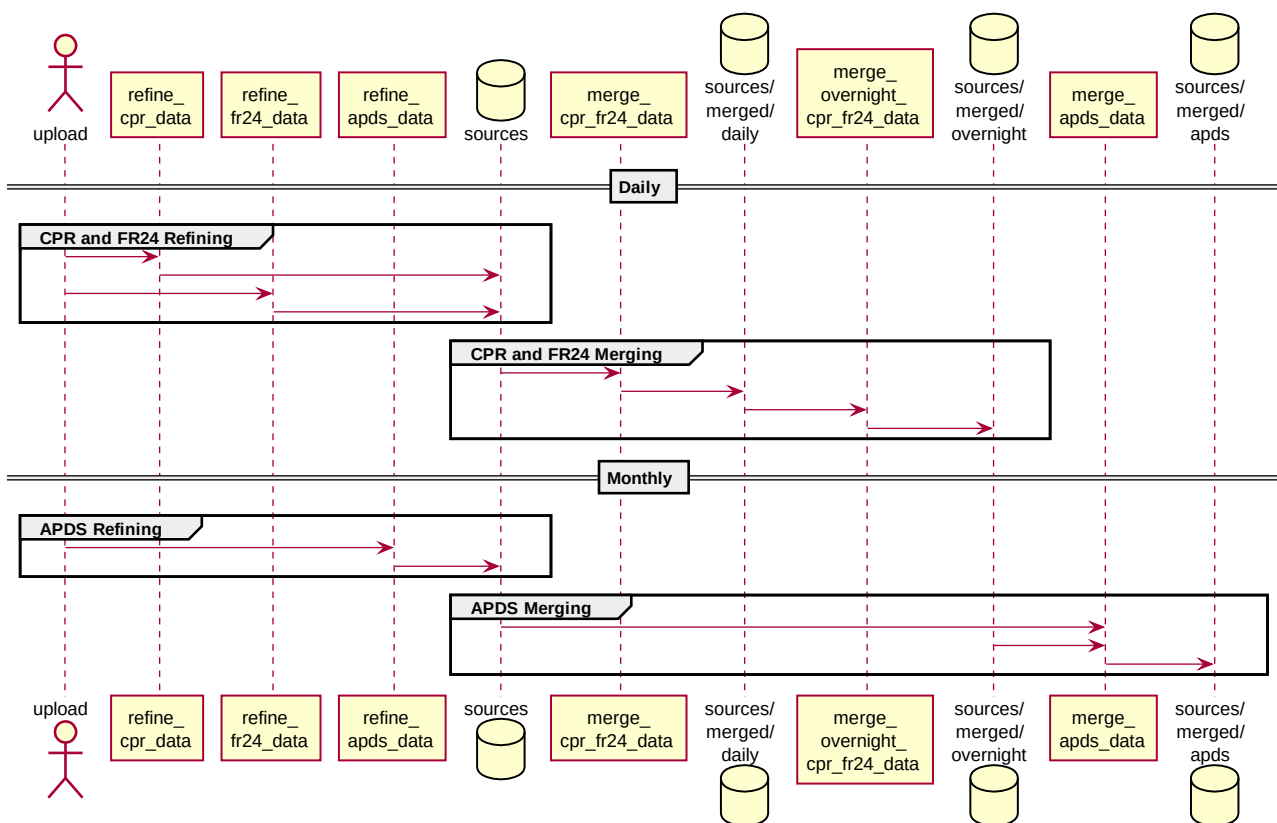 upload
refine_
cpr_data
refine_
fr24_data
refine_
apds_data
sources
merge_
cpr_fr24_data
sources/
merged/
daily
merge_
overnight_
cpr_fr24_data
sources/
merged/
overnight
merge_
apds_data
sources/
merged/
apds
Daily
CPR and FR24 Refining
CPR and FR24 Merging
Monthly
APDS Refining
APDS Merging
upload
refine_
cpr_data
refine_
fr24_data
refine_
apds_data
sources
merge_
cpr_fr24_data
sources/
merged/
daily
merge_
overnight_
cpr_fr24_data
sources/
merged/
overnight
merge_
apds_data
sources/
merged/
apds